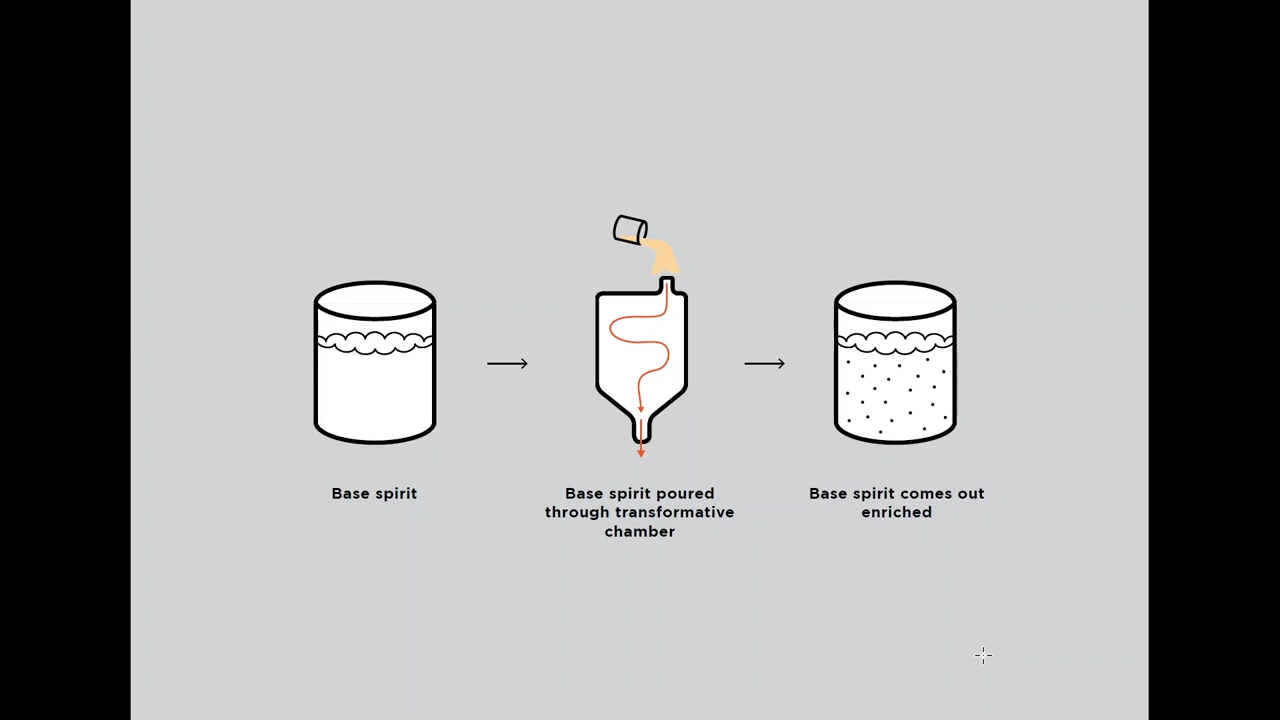 Base spirit
Base spirit poured
through transformative
chamber
Base spirit comes out
enriched